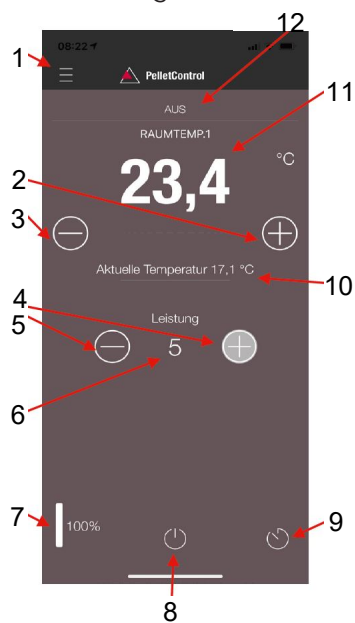 12
08:22
1
PelletControl
11
AUS
RAUMTEMP.1
2
23,4 °C
3
Aktuelle Temperatur 17,1 °C
10
4
Leistung
5
5
6
7
100%
9
8